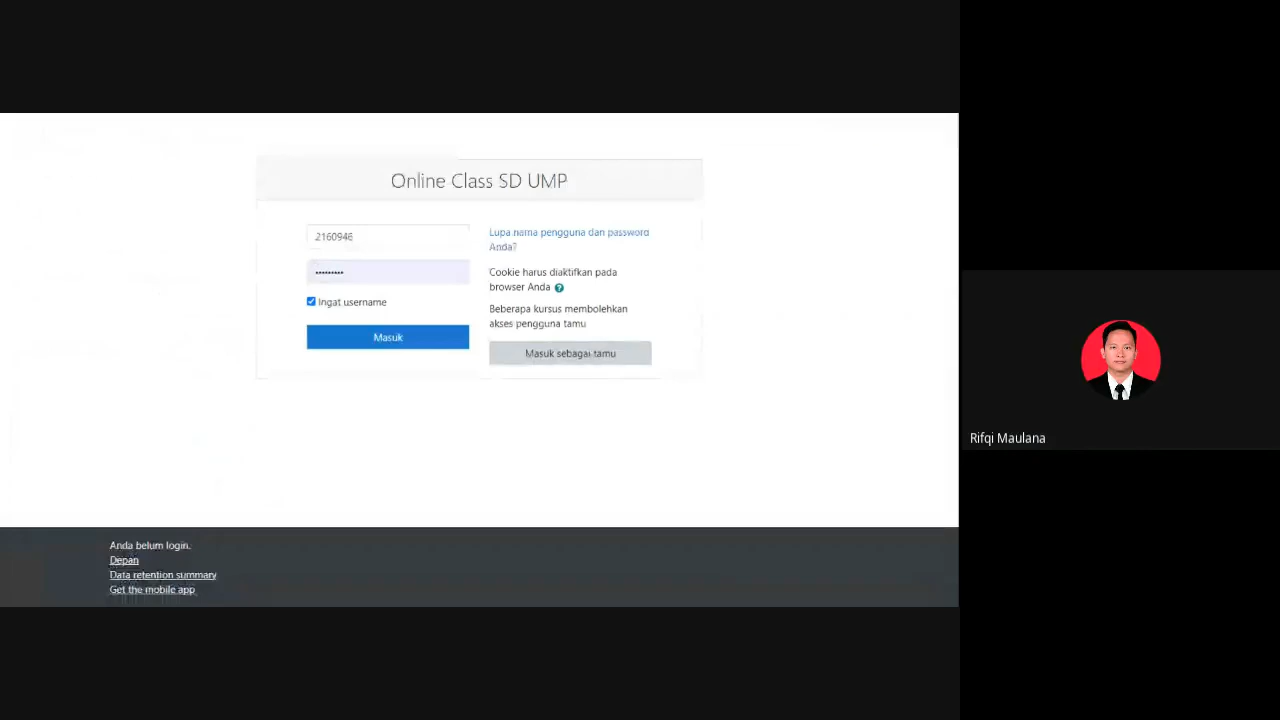 Online Class SD UMP
2160946
•••••••••
Ingat username
Masuk
Lupa nama pengguna dan password
Anda?
Cookie harus diaktifkan pada
browser Anda
Beberapa kursus membolehkan
akses pengguna tamu
Masuk sebagai tamu
Anda belum login.
Depan
Data retention summary
Get the mobile app
Rifqi Maulana